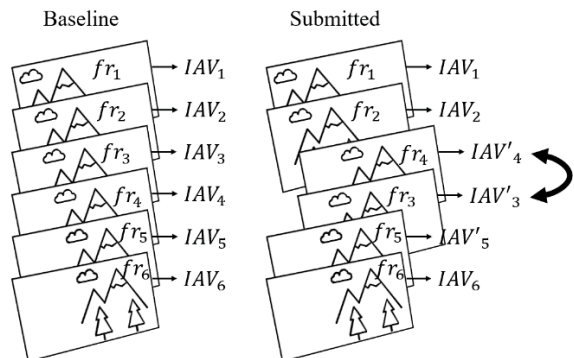 Baseline Submitted
fr₁ IAV₁ fr₁ IAV₁
fr₂ IAV₂ fr₂ IAV₂
fr₃ IAV₃ fr₄ IAV'₄
fr₄ IAV₄ fr₃ IAV'₃
fr₅ IAV₅ fr₅ IAV'₅
fr₆ IAV₆ fr₆ IAV₆